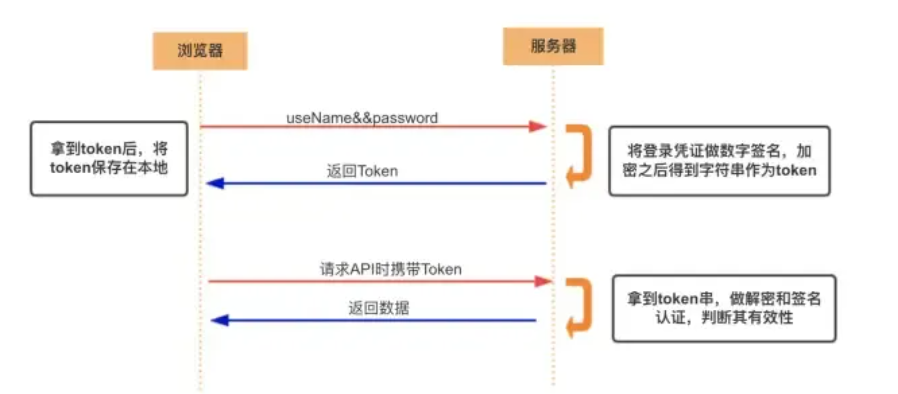 浏览器
服务器
useName&&password
拿到token后，将
token保存在本地
将登录凭证做数字签名，加
密之后得到字符串作为token
返回Token
请求API时携带Token
拿到token串，做解密和签名
认证，判断其有效性
返回数据